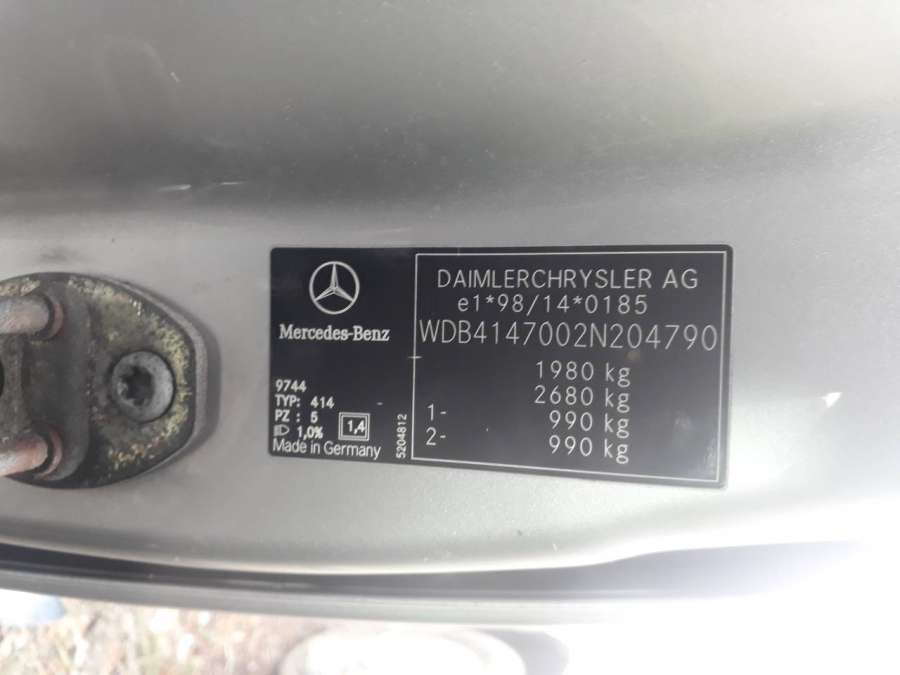 Mercedes-Benz
9744
TYP: 414 -
PZ : 5
1,0% 1,4
Made in Germany
5204812
DAIMLERCHRYSLER AG
e1*98/14*0185
WDB4147002N204790
1980 kg
2680 kg
1- 990 kg
2- 990 kg